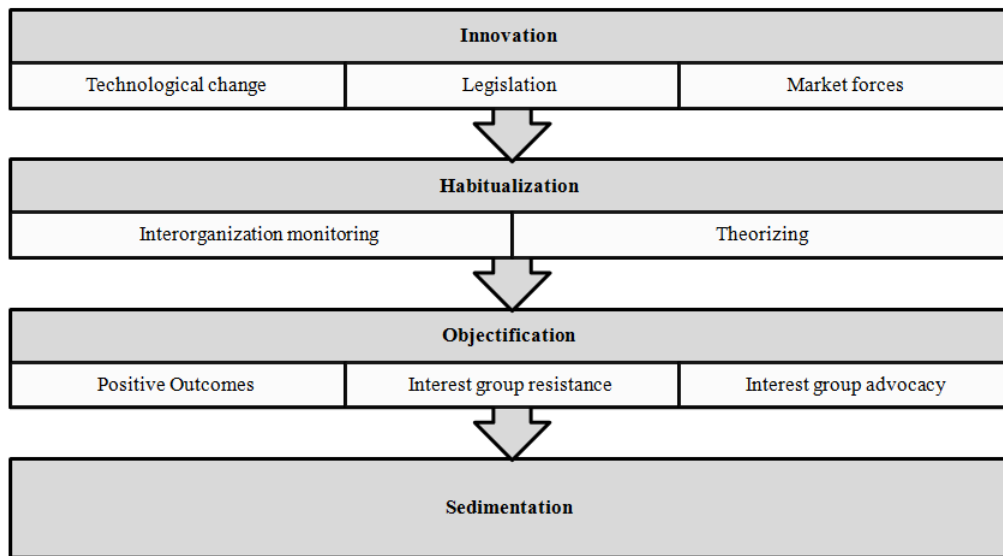 Innovation
Technological change
Legislation
Market forces
Habitualization
Interorganization monitoring
Theorizing
Objectification
Positive Outcomes
Interest group resistance
Interest group advocacy
Sedimentation